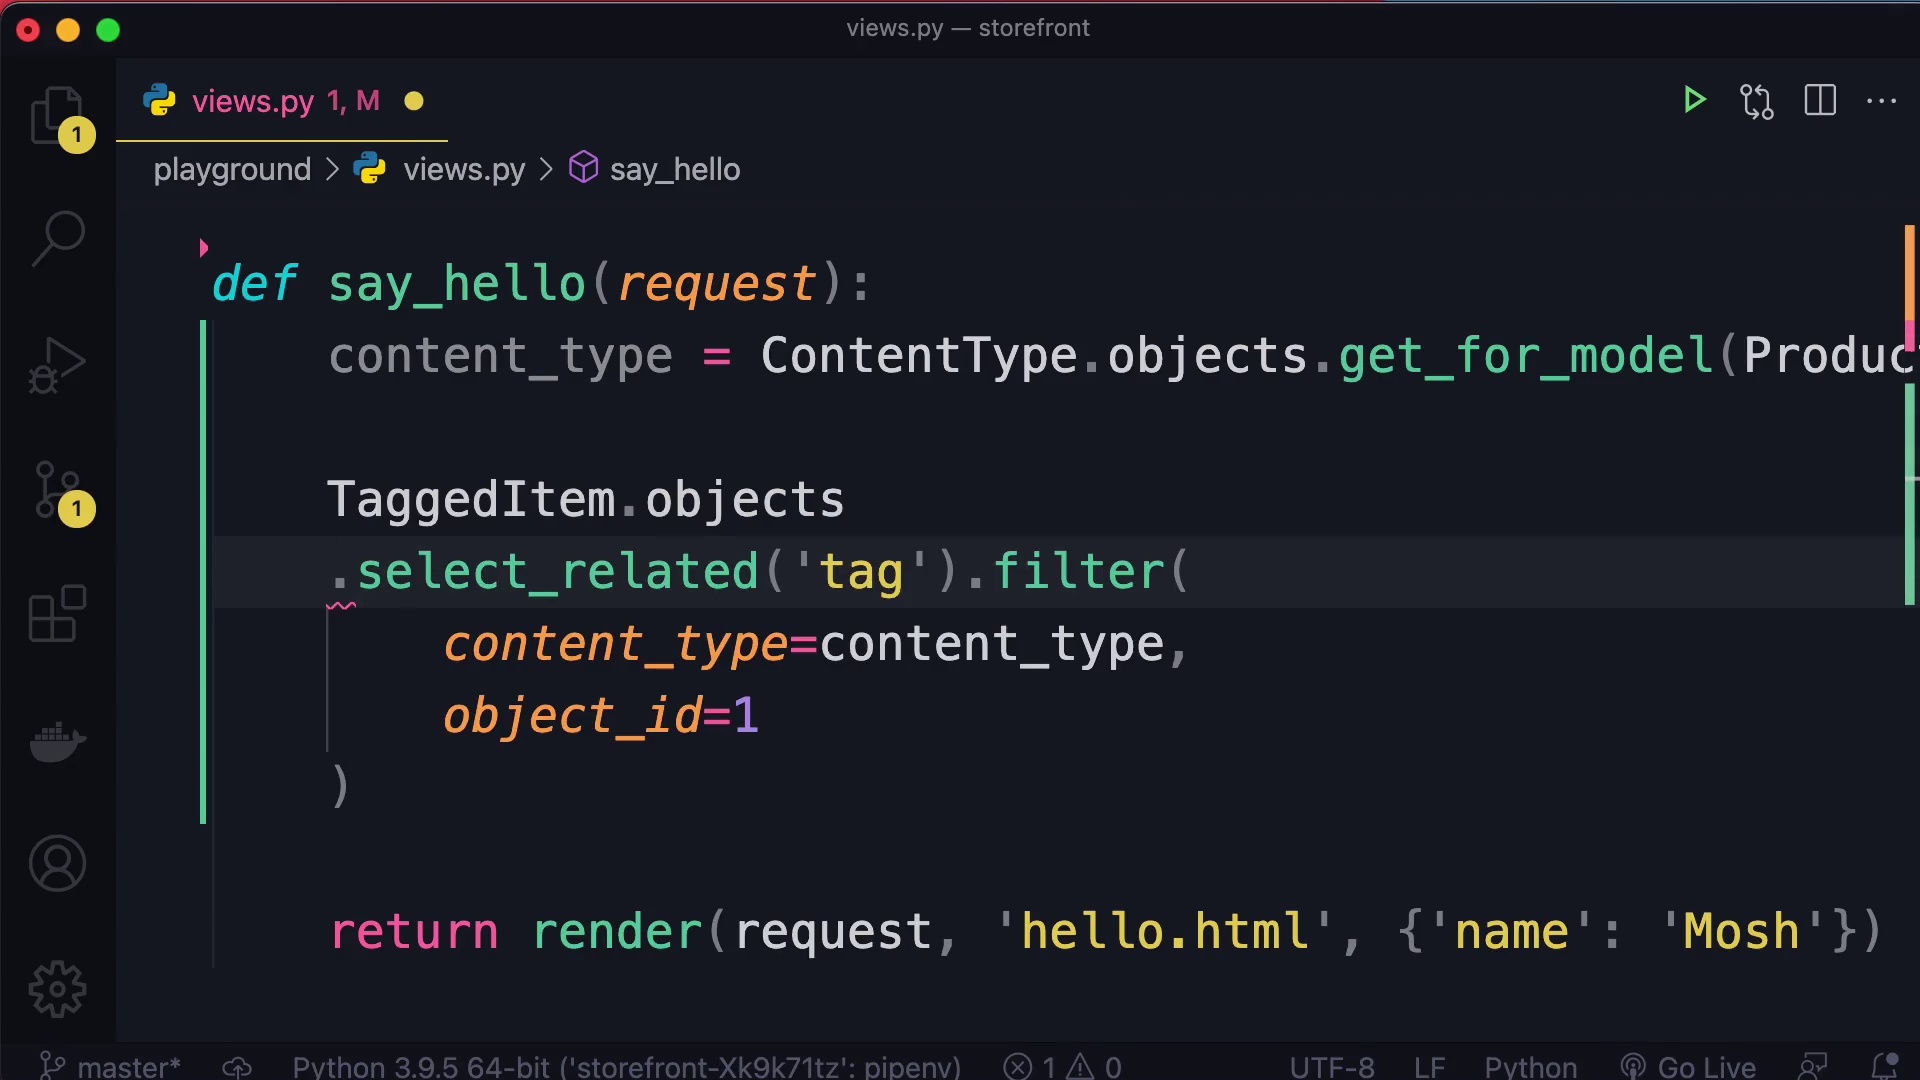 views.py — storefront
views.py 1, M
1
playground > views.py > say_hello
def say_hello(request):
content_type = ContentType.objects.get_for_model(Produc
TaggedItem.objects
1
.select_related('tag').filter(
content_type=content_type,
object_id=1
)
return render(request, 'hello.html', {'name': 'Mosh'})
master* Python 3.9.5 64-bit ('storefront-Xk9k71tz': pipenv) 1 0 UTF-8 LF Python Go Live